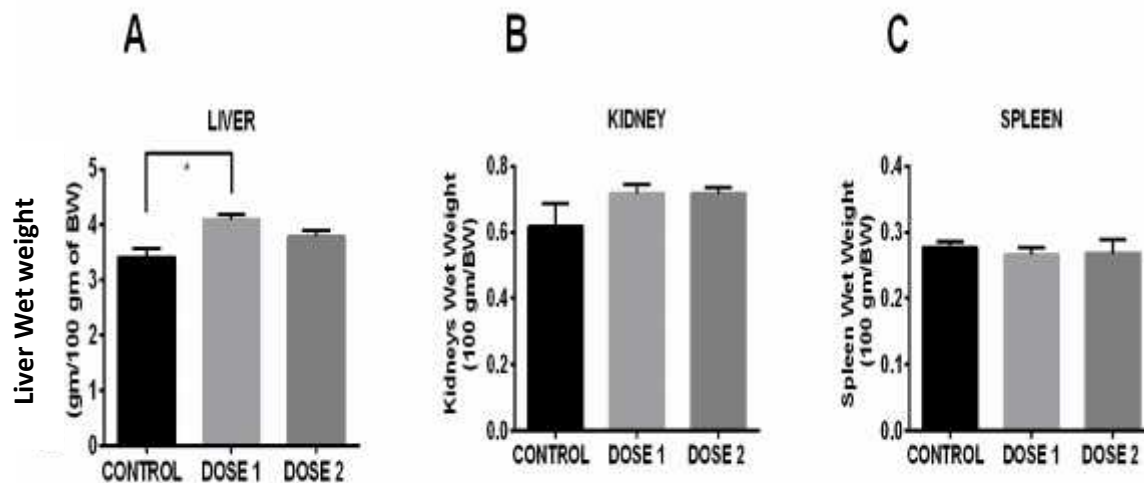 A
LIVER
Liver Wet weight
(gm/100 gm of BW)
5
4
3
2
1
0
*
CONTROL DOSE 1 DOSE 2
B
KIDNEY
Kidneys Wet Weight
(100 gm/BW)
0.8
0.6
0.4
0.2
0.0
CONTROL DOSE 1 DOSE 2
C
SPLEEN
Spleen Wet Weight
(100 gm/BW)
0.4
0.3
0.2
0.1
0.0
CONTROL DOSE 1 DOSE 2